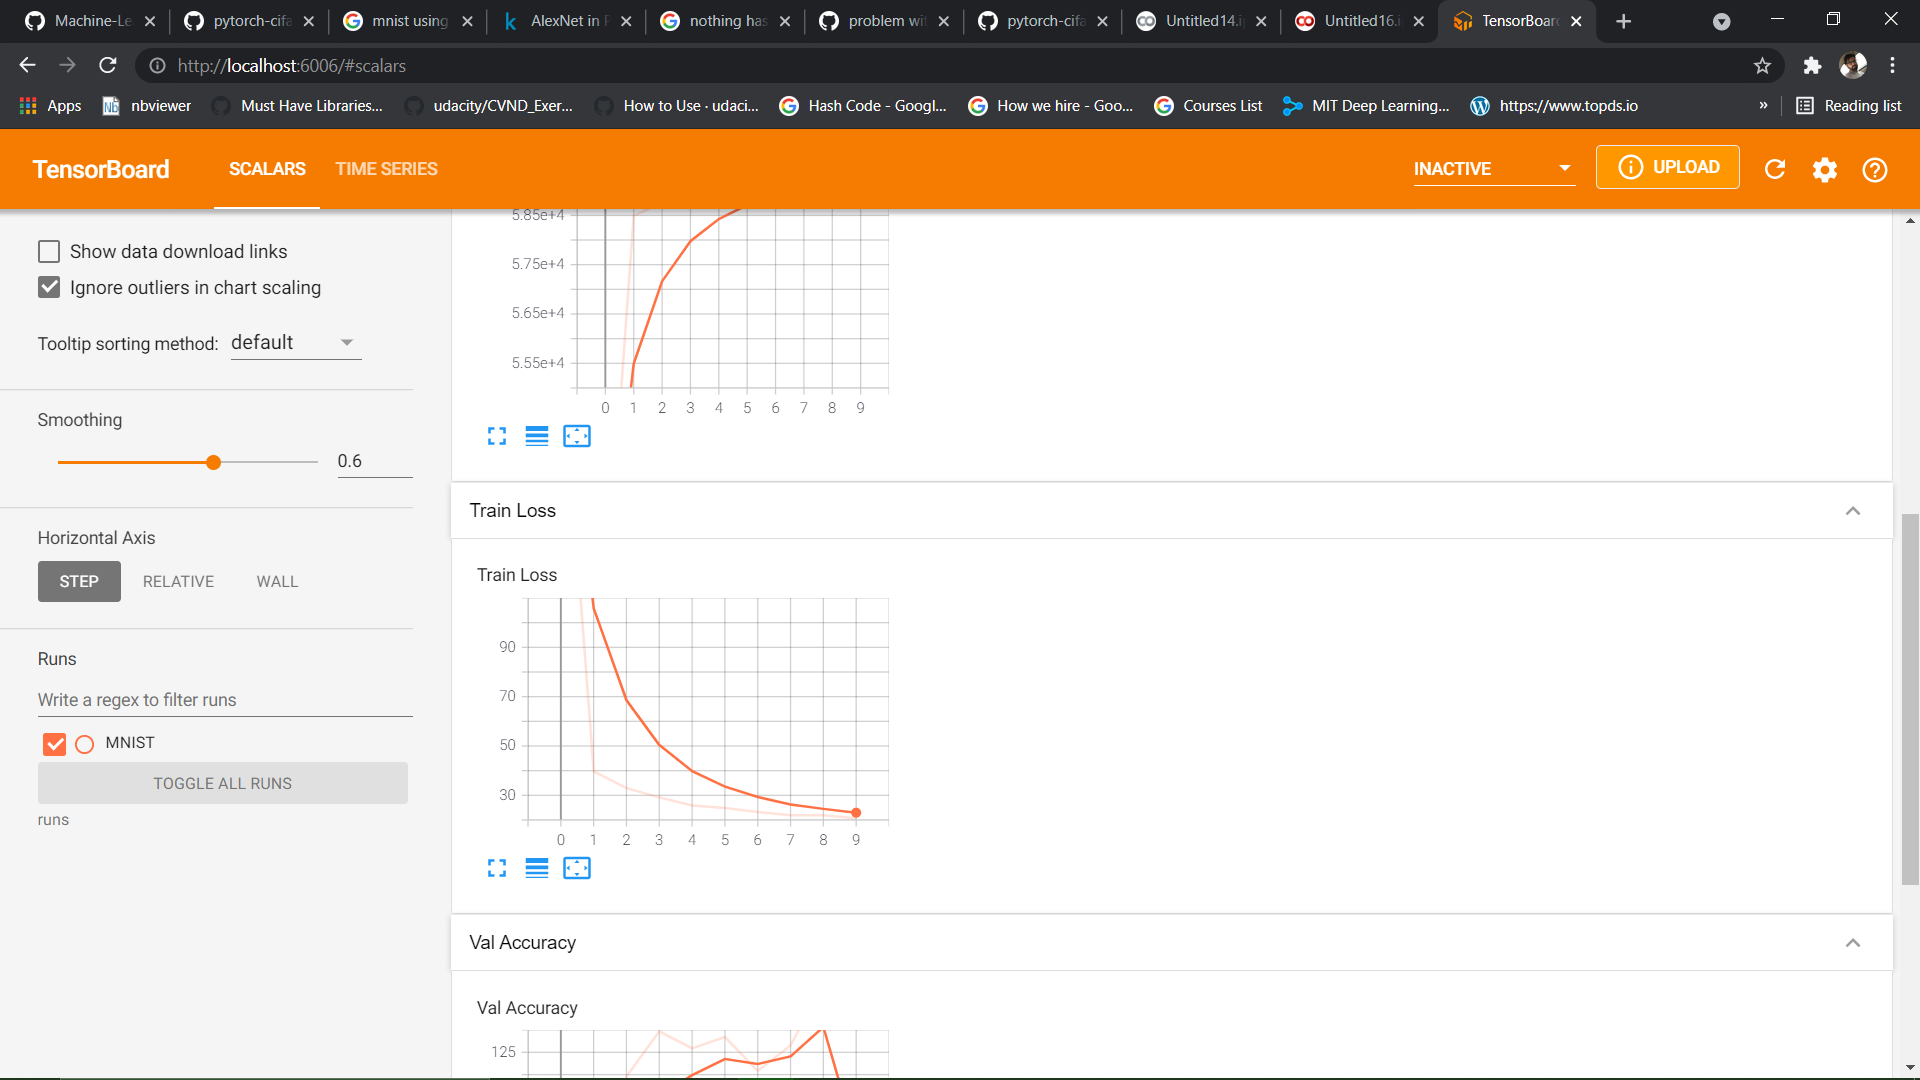 Machine-Le
pytorch-cifa
mnist using
AlexNet in P
nothing has
problem wit
pytorch-cifa
Untitled14.i
Untitled16.i
TensorBoar
http://localhost:6006/#scalars
Apps
nbviewer
Must Have Libraries...
udacity/CVND_Exer...
How to Use · udaci...
Hash Code - Googl...
How we hire - Goo...
Courses List
MIT Deep Learning...
https://www.topds.io
»
Reading list
TensorBoard
SCALARS
TIME SERIES
INACTIVE
UPLOAD
Show data download links
Ignore outliers in chart scaling
Tooltip sorting method: default
Smoothing
0.6
Horizontal Axis
STEP
RELATIVE
WALL
Runs
Write a regex to filter runs
MNIST
TOGGLE ALL RUNS
runs
5.85e+4
5.75e+4
5.65e+4
5.55e+4
0 1 2 3 4 5 6 7 8 9
Train Loss
Train Loss
90
70
50
30
0 1 2 3 4 5 6 7 8 9
Val Accuracy
Val Accuracy
125